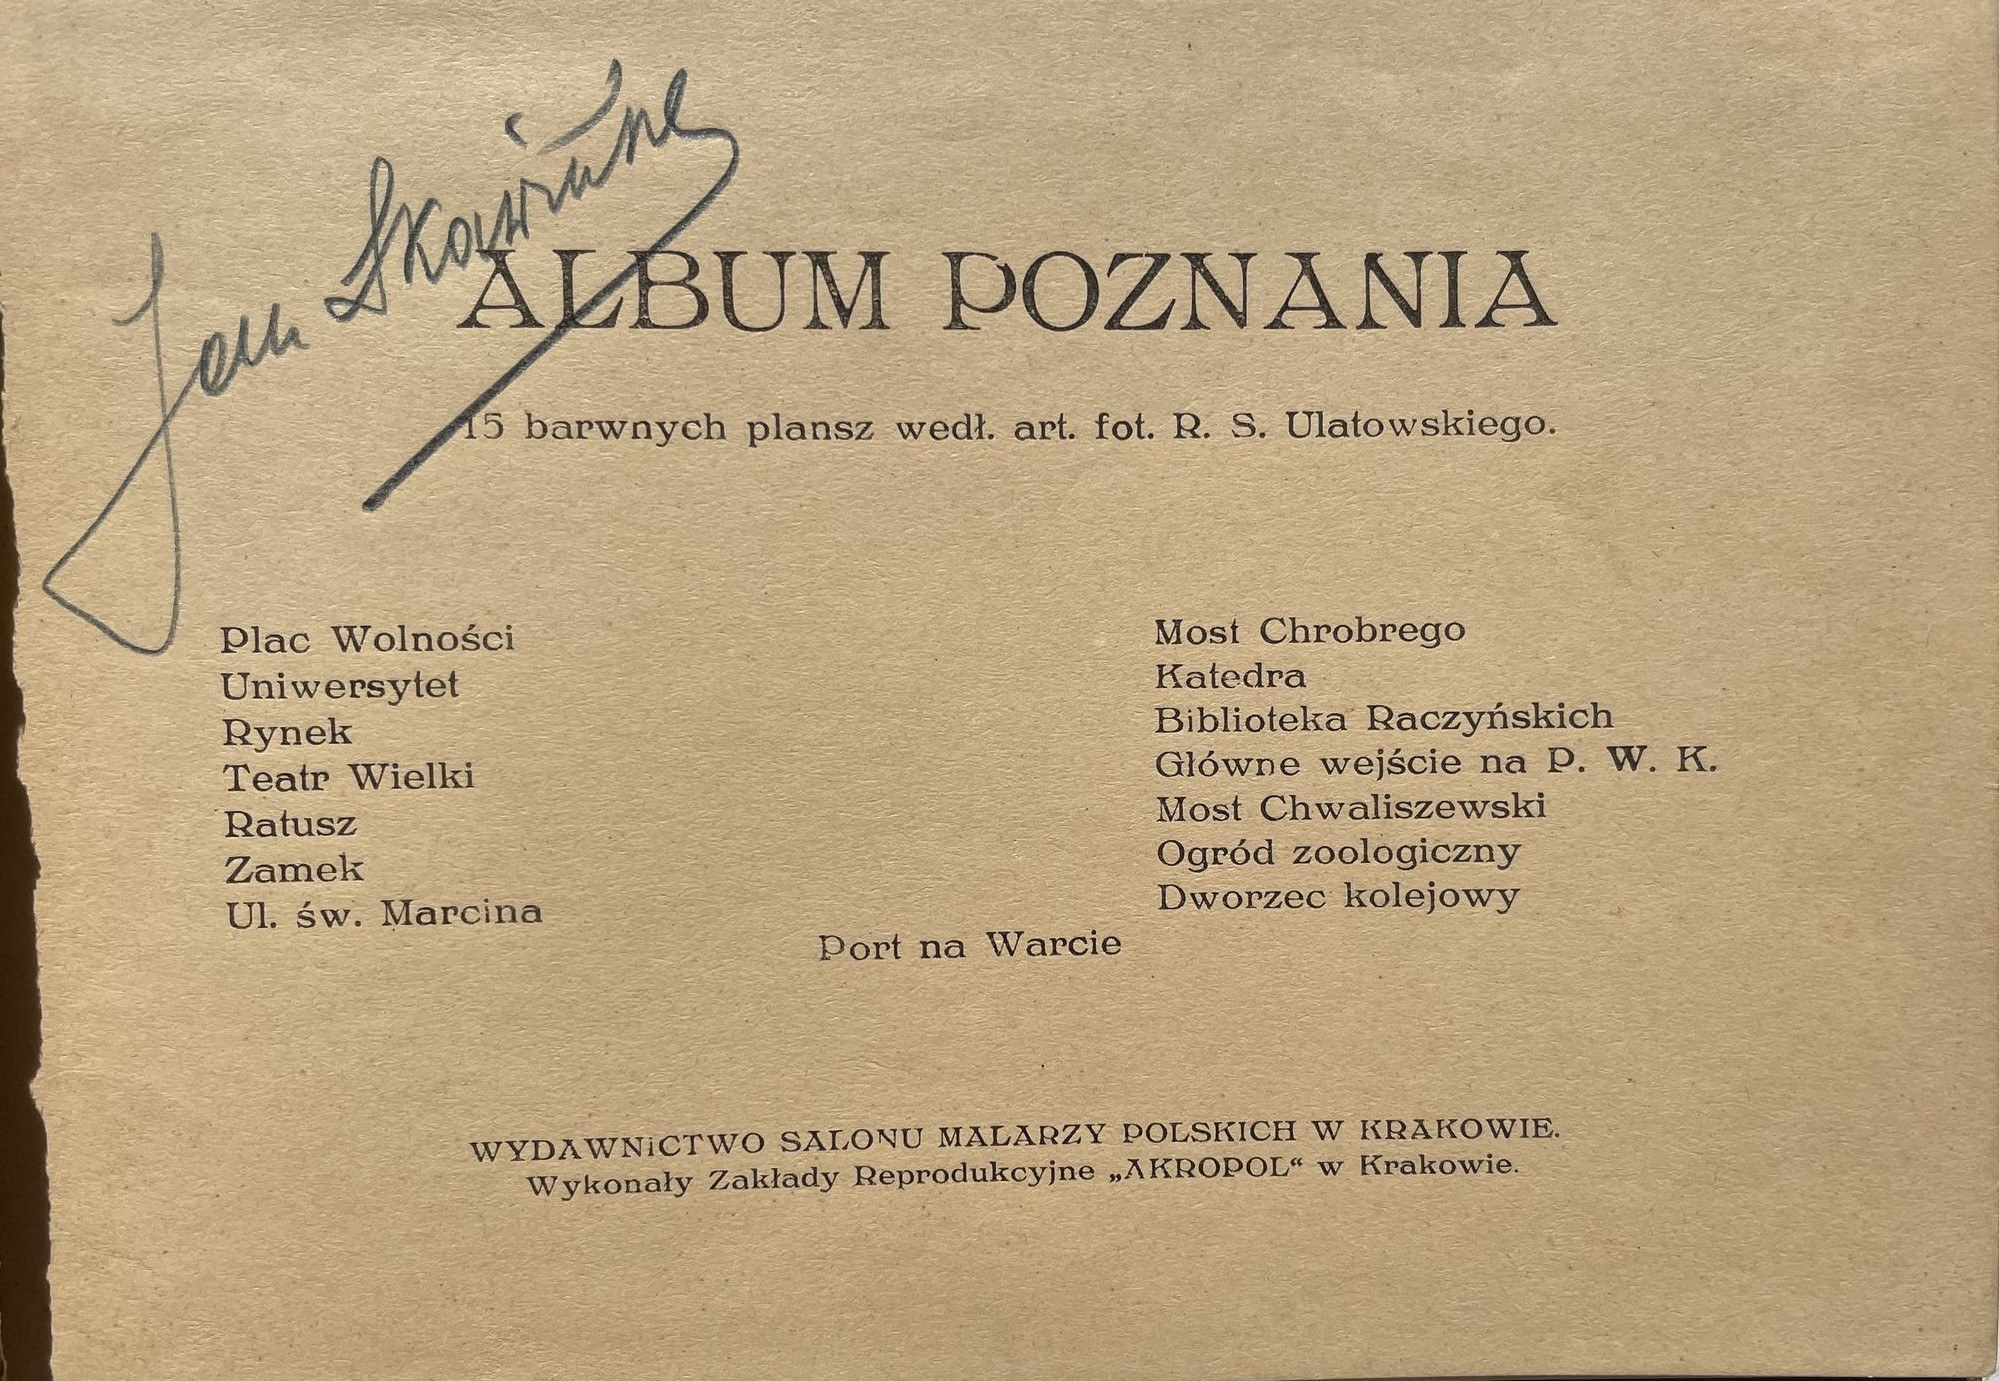 Jan
ALBUM POZNANIA
15 barwnych plansz wedł. art. fot. R. S. Ulatowskiego.
Plac Wolności
Uniwersytet
Rynek
Teatr Wielki
Ratusz
Zamek
Ul. św. Marcina
Most Chrobrego
Katedra
Biblioteka Raczyńskich
Główne wejście na P. W. K.
Most Chwaliszewski
Ogród zoologiczny
Dworzec kolejowy
Port na Warcie
WYDAWNiCTWO SALONU MALARZY POLSKICH W KRAKOWIE.
Wykonały Zakłady Reprodukcyjne „AKROPOL“ w Krakowie.